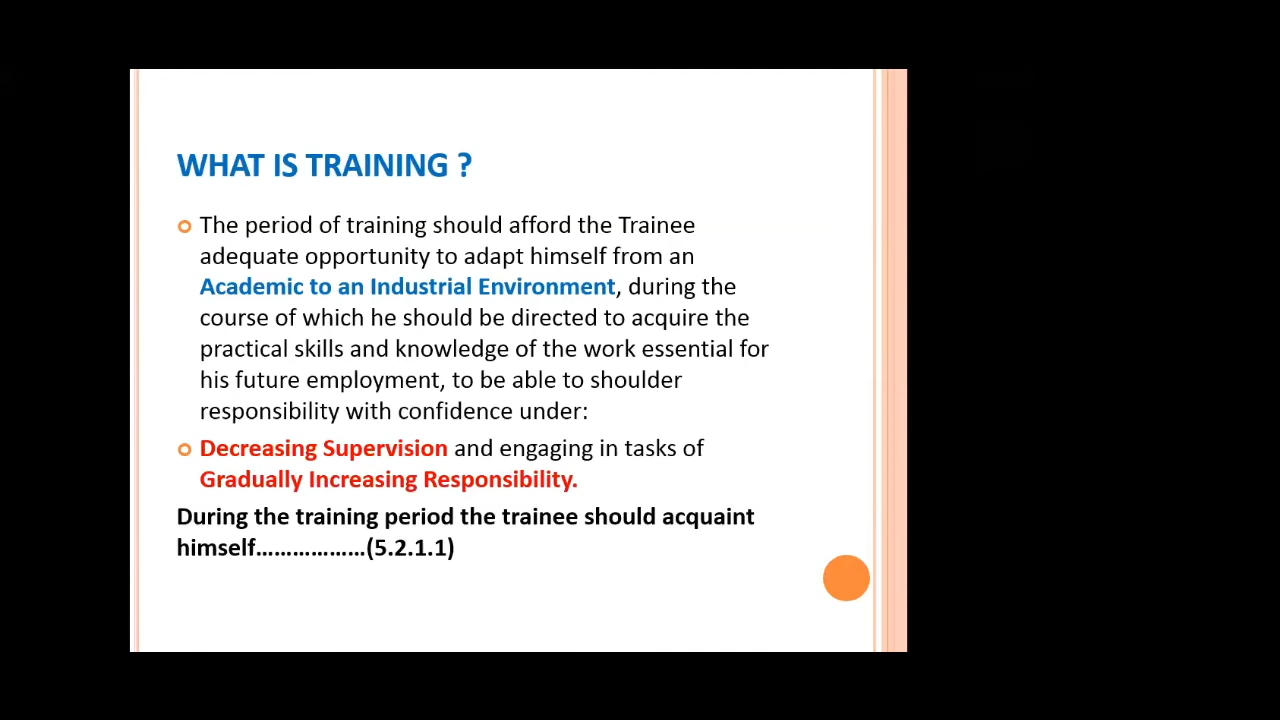 WHAT IS TRAINING ?
The period of training should afford the Trainee
adequate opportunity to adapt himself from an
Academic to an Industrial Environment, during the
course of which he should be directed to acquire the
practical skills and knowledge of the work essential for
his future employment, to be able to shoulder
responsibility with confidence under:
Decreasing Supervision and engaging in tasks of
Gradually Increasing Responsibility.
During the training period the trainee should acquaint
himself………………(5.2.1.1)